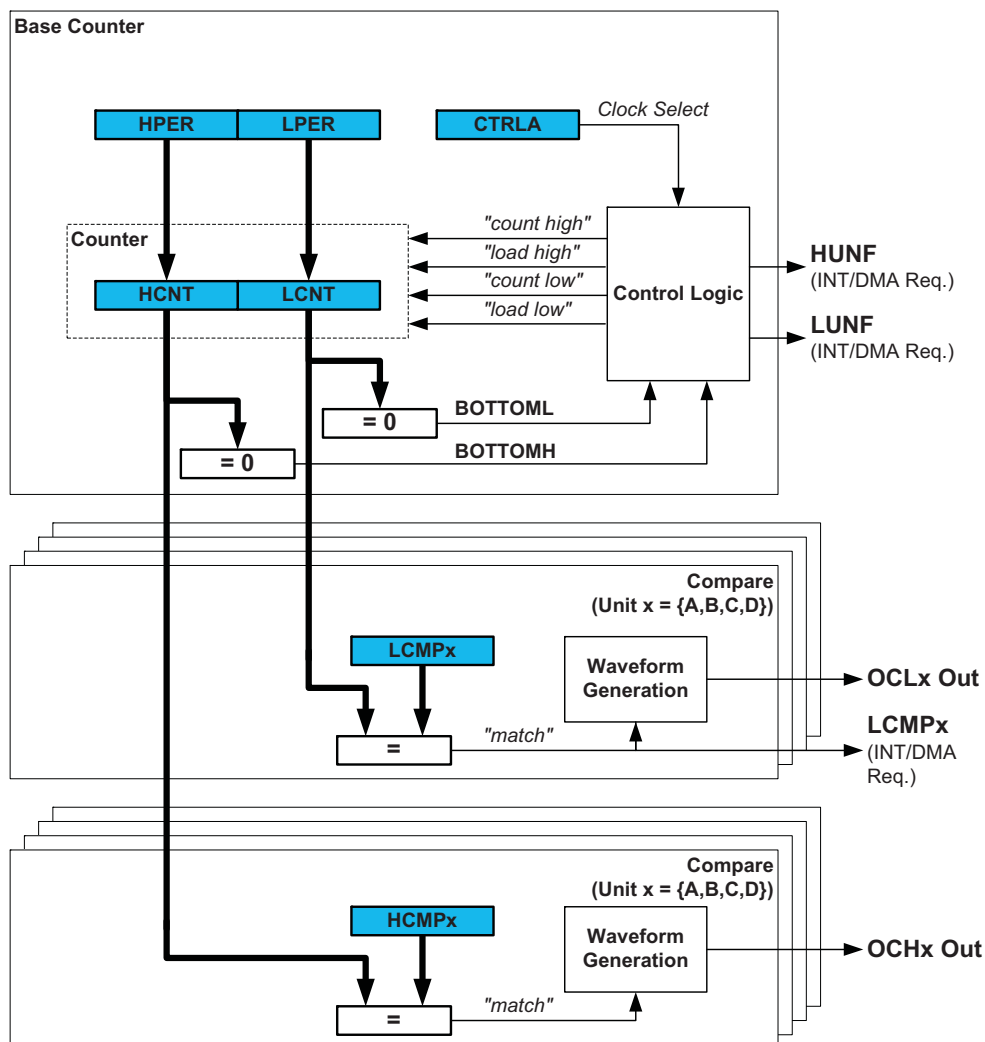 Base Counter
HPER
LPER
CTRLA
Clock Select
Counter
"count high"
"load high"
"count low"
"load low"
HCNT
LCNT
Control Logic
HUNF
(INT/DMA Req.)
LUNF
(INT/DMA Req.)
= 0
BOTTOML
= 0
BOTTOMH
Compare
(Unit x = {A,B,C,D})
LCMPx
Waveform
Generation
OCLx Out
=
"match"
LCMPx
(INT/DMA
Req.)
Compare
(Unit x = {A,B,C,D})
HCMPx
Waveform
Generation
OCHx Out
=
"match"